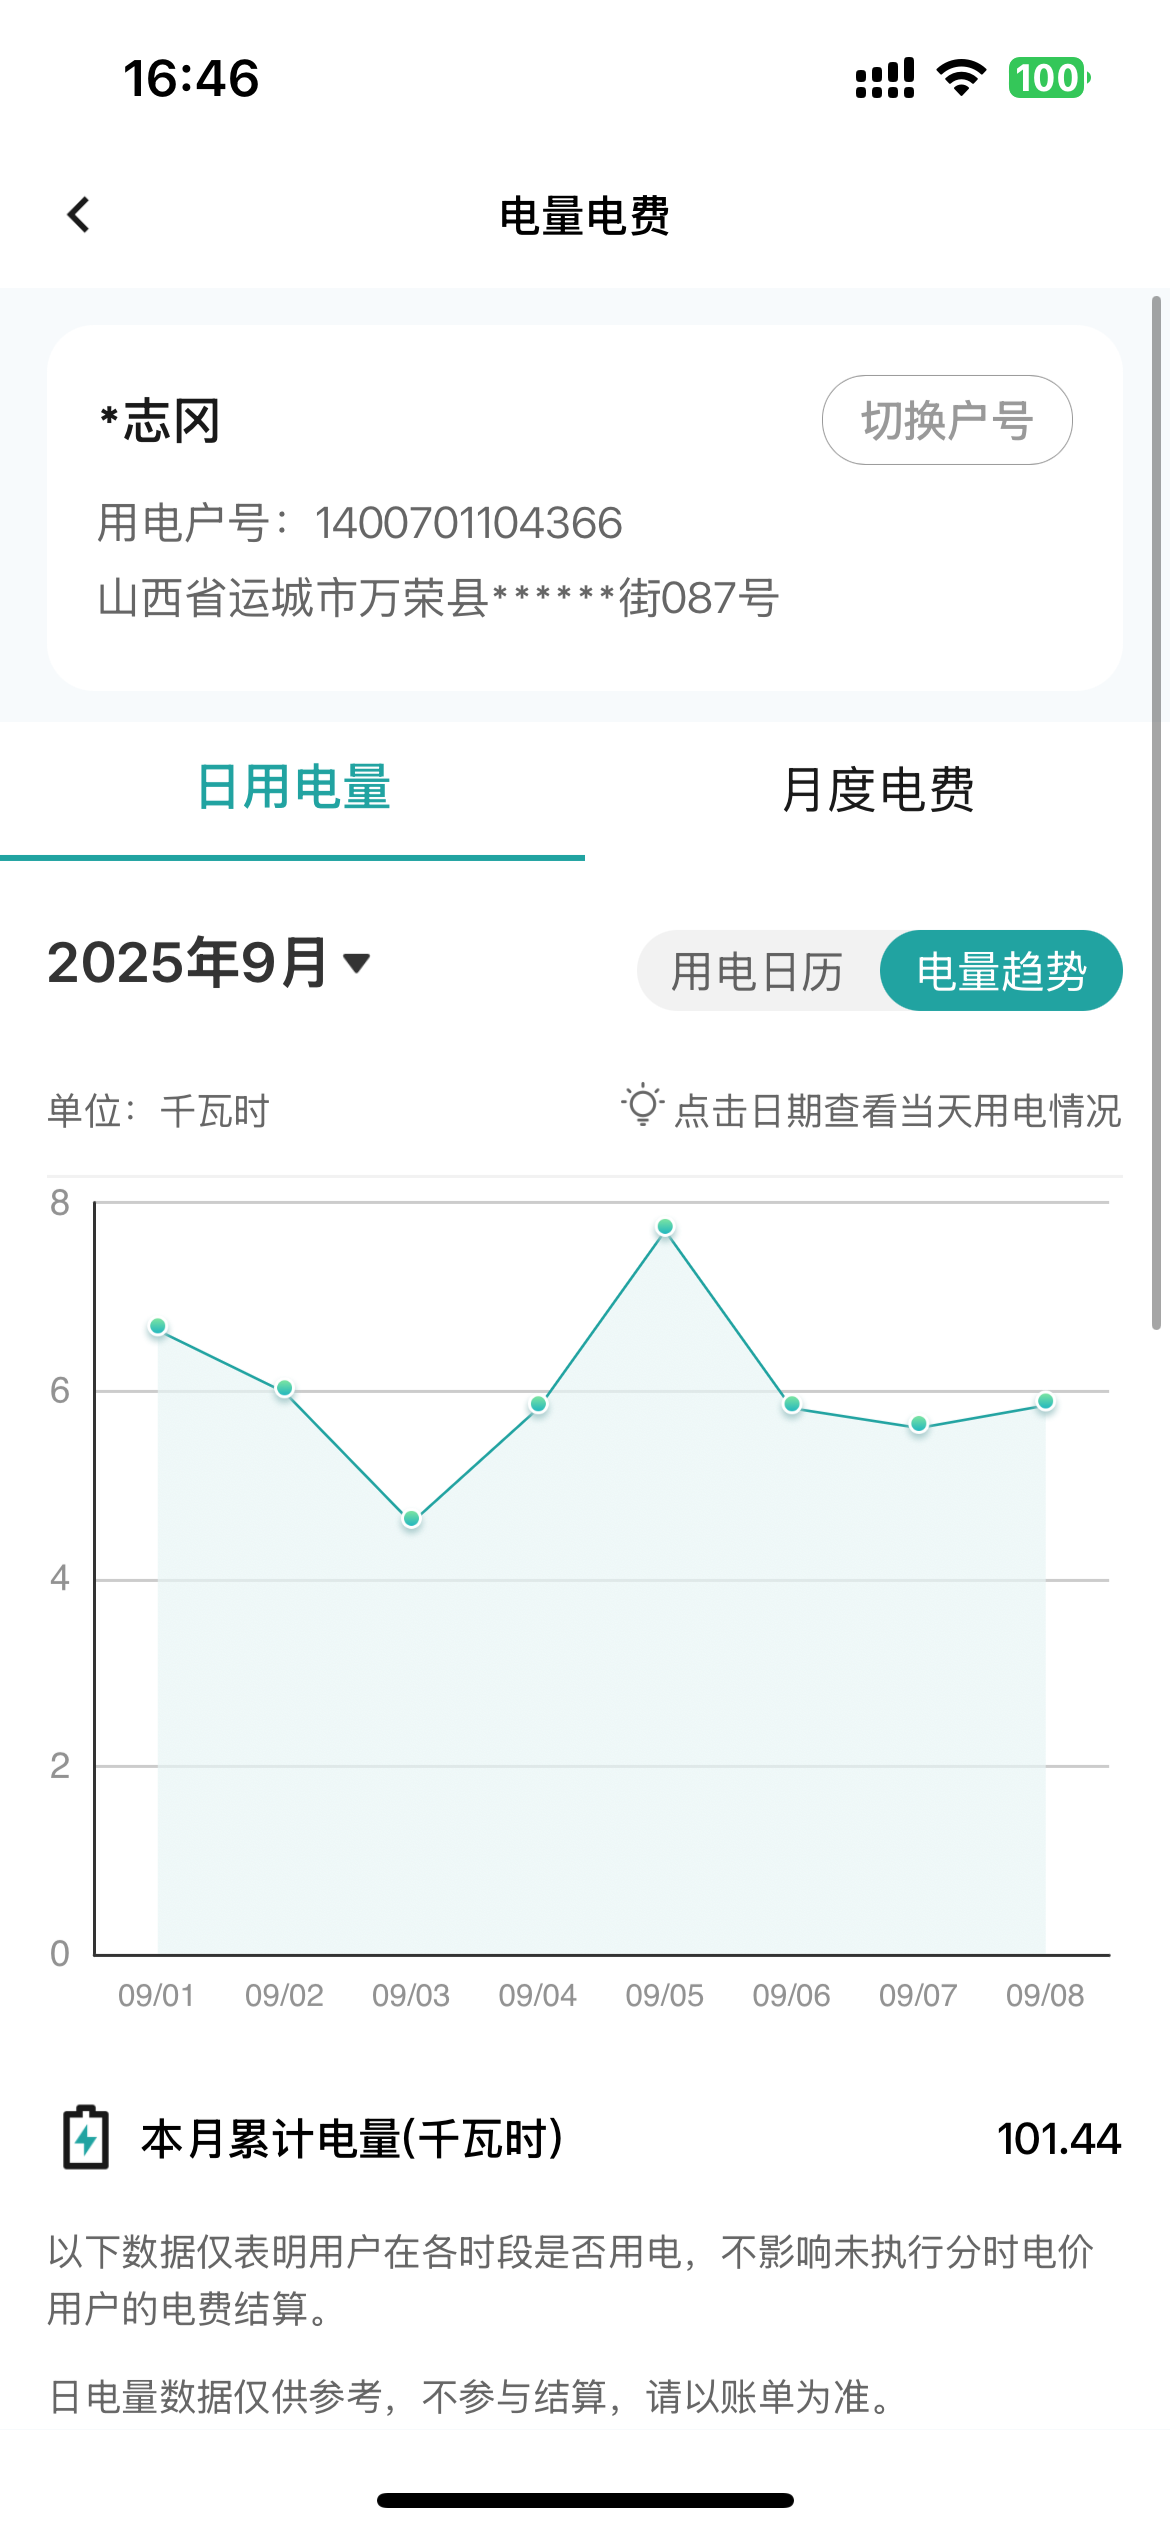 16:46
100
电量电费
*志冈
切换户号
用电户号：1400701104366
山西省运城市万荣县******街087号
日用电量
月度电费
2025年9月
用电日历
电量趋势
单位：千瓦时
点击日期查看当天用电情况
8
6
4
2
0
09/01
09/02
09/03
09/04
09/05
09/06
09/07
09/08
本月累计电量(千瓦时)
101.44
以下数据仅表明用户在各时段是否用电，不影响未执行分时电价
用户的电费结算。
日电量数据仅供参考，不参与结算，请以账单为准。